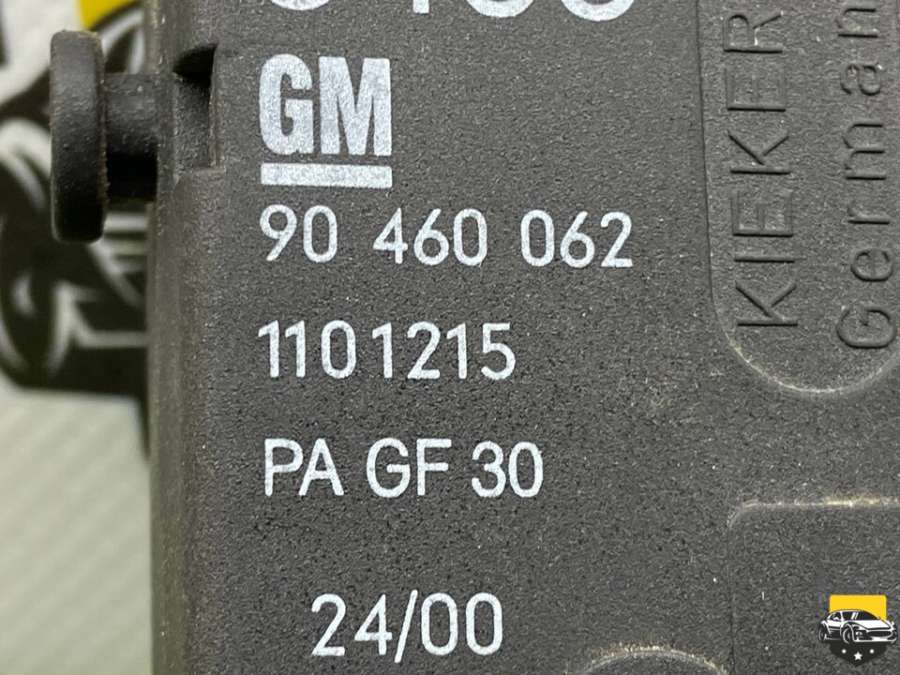 GM
90 460 062
1101215
PA GF 30
24/00
KIEKER
German